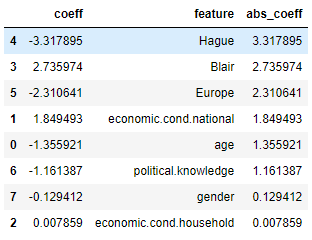 coeff feature abs_coeff
4 -3.317895 Hague 3.317895
3 2.735974 Blair 2.735974
5 -2.310641 Europe 2.310641
1 1.849493 economic.cond.national 1.849493
0 -1.355921 age 1.355921
6 -1.161387 political.knowledge 1.161387
7 -0.129412 gender 0.129412
2 0.007859 economic.cond.household 0.007859